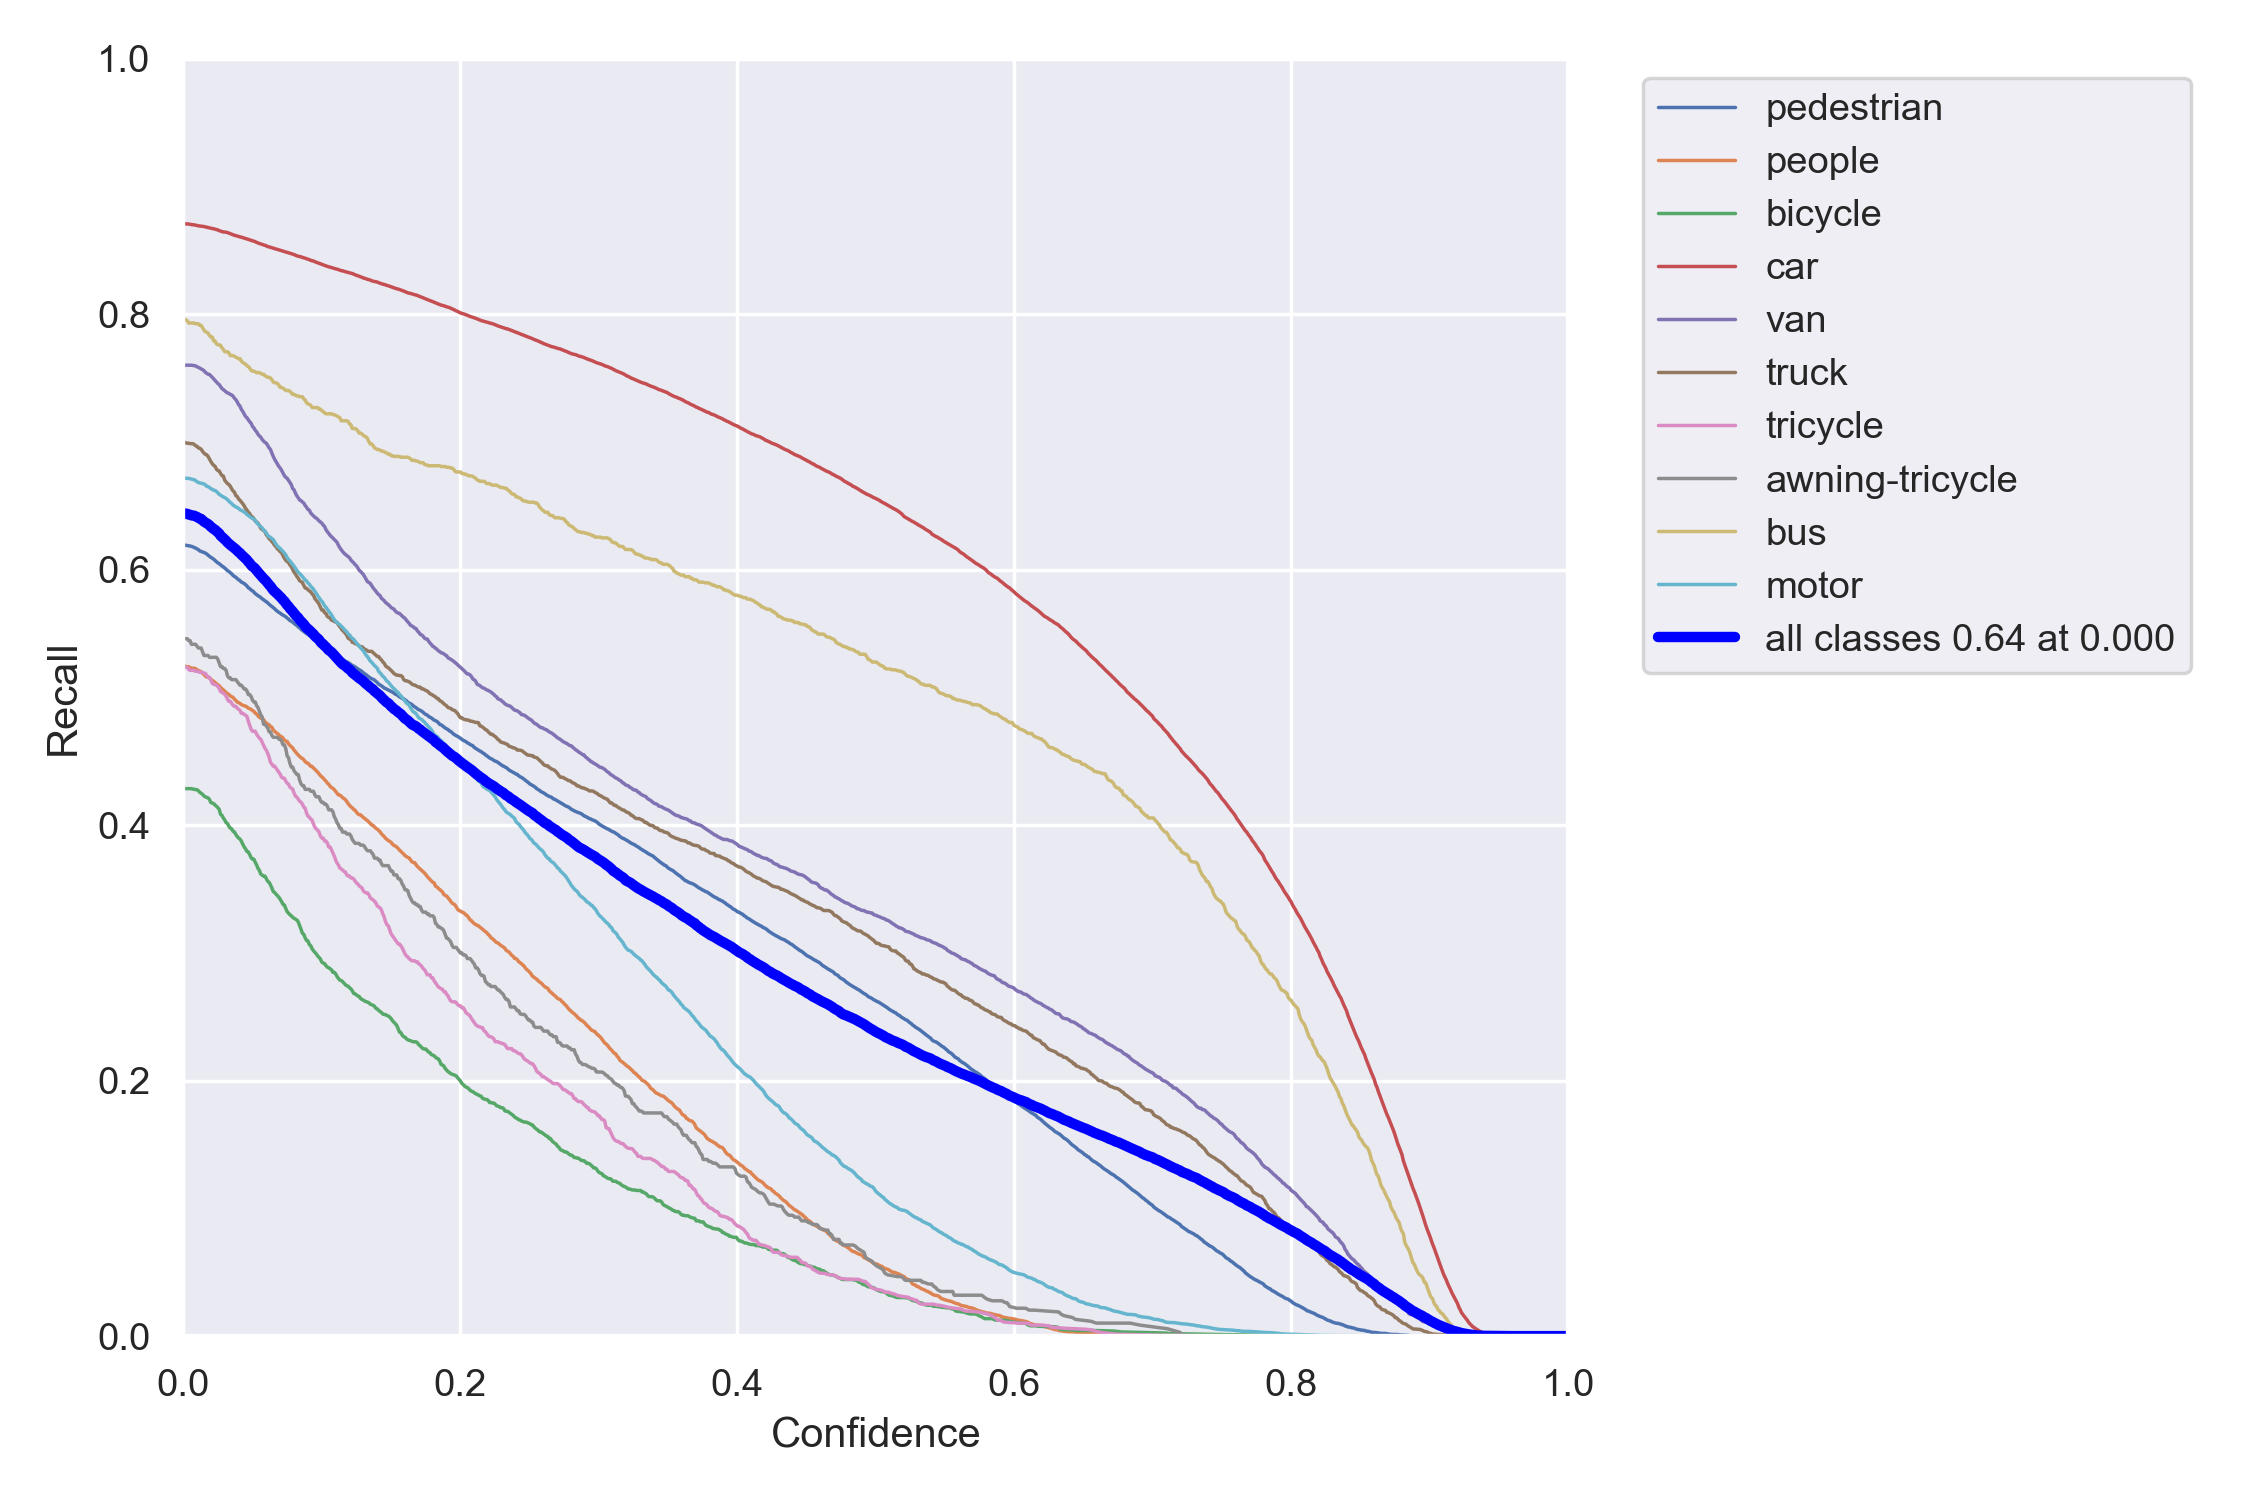 1.0
0.8
0.6
0.4
0.2
0.0
Recall
0.0 0.2 0.4 0.6 0.8 1.0
Confidence
pedestrian
people
bicycle
car
van
truck
tricycle
awning-tricycle
bus
motor
all classes 0.64 at 0.000